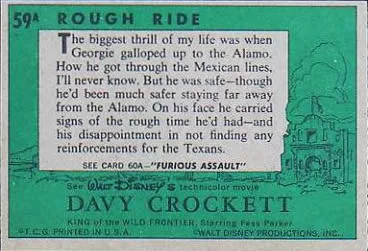 59A ROUGH RIDE
The biggest thrill of my life was when
Georgie galloped up to the Alamo.
How he got through the Mexican lines,
I'll never know. But he was safe—though
he'd been much safer staying far away
from the Alamo. On his face he carried
signs of the rough time he'd had—and
his disappointment in not finding any
reinforcements for the Texans.
SEE CARD 60A—"FURIOUS ASSAULT"
See Walt Disney's technicolor movie
DAVY CROCKETT
KING of the WILD FRONTIER, Starring Fess Parker
©T.C.G. PRINTED IN U.S.A. ©WALT DISNEY PRODUCTIONS, INC.